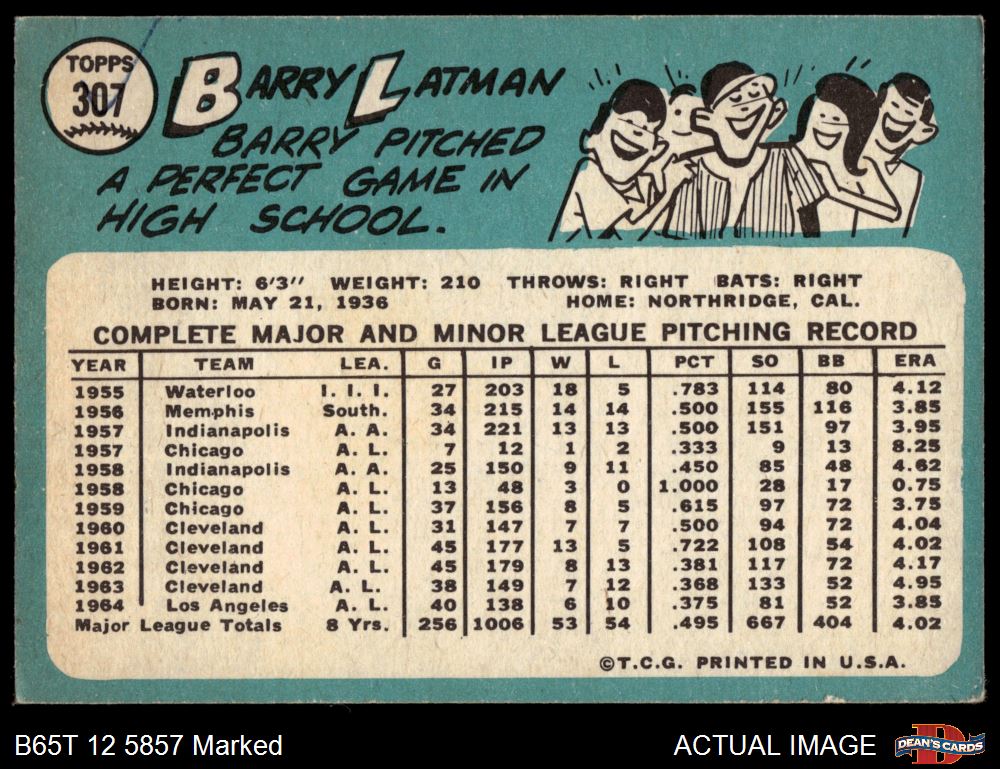 TOPPS
307
BARRY LATMAN
BARRY PITCHED
A PERFECT GAME IN
HIGH SCHOOL.
HEIGHT: 6'3" WEIGHT: 210 THROWS: RIGHT BATS: RIGHT
BORN: MAY 21, 1936 HOME: NORTHRIDGE, CAL.
COMPLETE MAJOR AND MINOR LEAGUE PITCHING RECORD
YEAR TEAM LEA. G IP W L PCT SO BB ERA
1955 Waterloo I. I. I. 27 203 18 5 .783 114 80 4.12
1956 Memphis South. 34 215 14 14 .500 155 116 3.85
1957 Indianapolis A. A. 34 221 13 13 .500 151 97 3.95
1957 Chicago A. L. 7 12 1 2 .333 9 13 8.25
1958 Indianapolis A. A. 25 150 9 11 .450 85 48 4.62
1958 Chicago A. L. 13 48 3 0 1.000 28 17 0.75
1959 Chicago A. L. 37 156 8 5 .615 97 72 3.75
1960 Cleveland A. L. 31 147 7 7 .500 94 72 4.04
1961 Cleveland A. L. 45 177 13 5 .722 108 54 4.02
1962 Cleveland A. L. 45 179 8 13 .381 117 72 4.17
1963 Cleveland A. L. 38 149 7 12 .368 133 52 4.95
1964 Los Angeles A. L. 40 138 6 10 .375 81 52 3.85
Major League Totals 8 Yrs. 256 1006 53 54 .495 667 404 4.02
©T.C.G. PRINTED IN U.S.A.
B65T 12 5857 Marked
ACTUAL IMAGE
DEAN'S CARDS